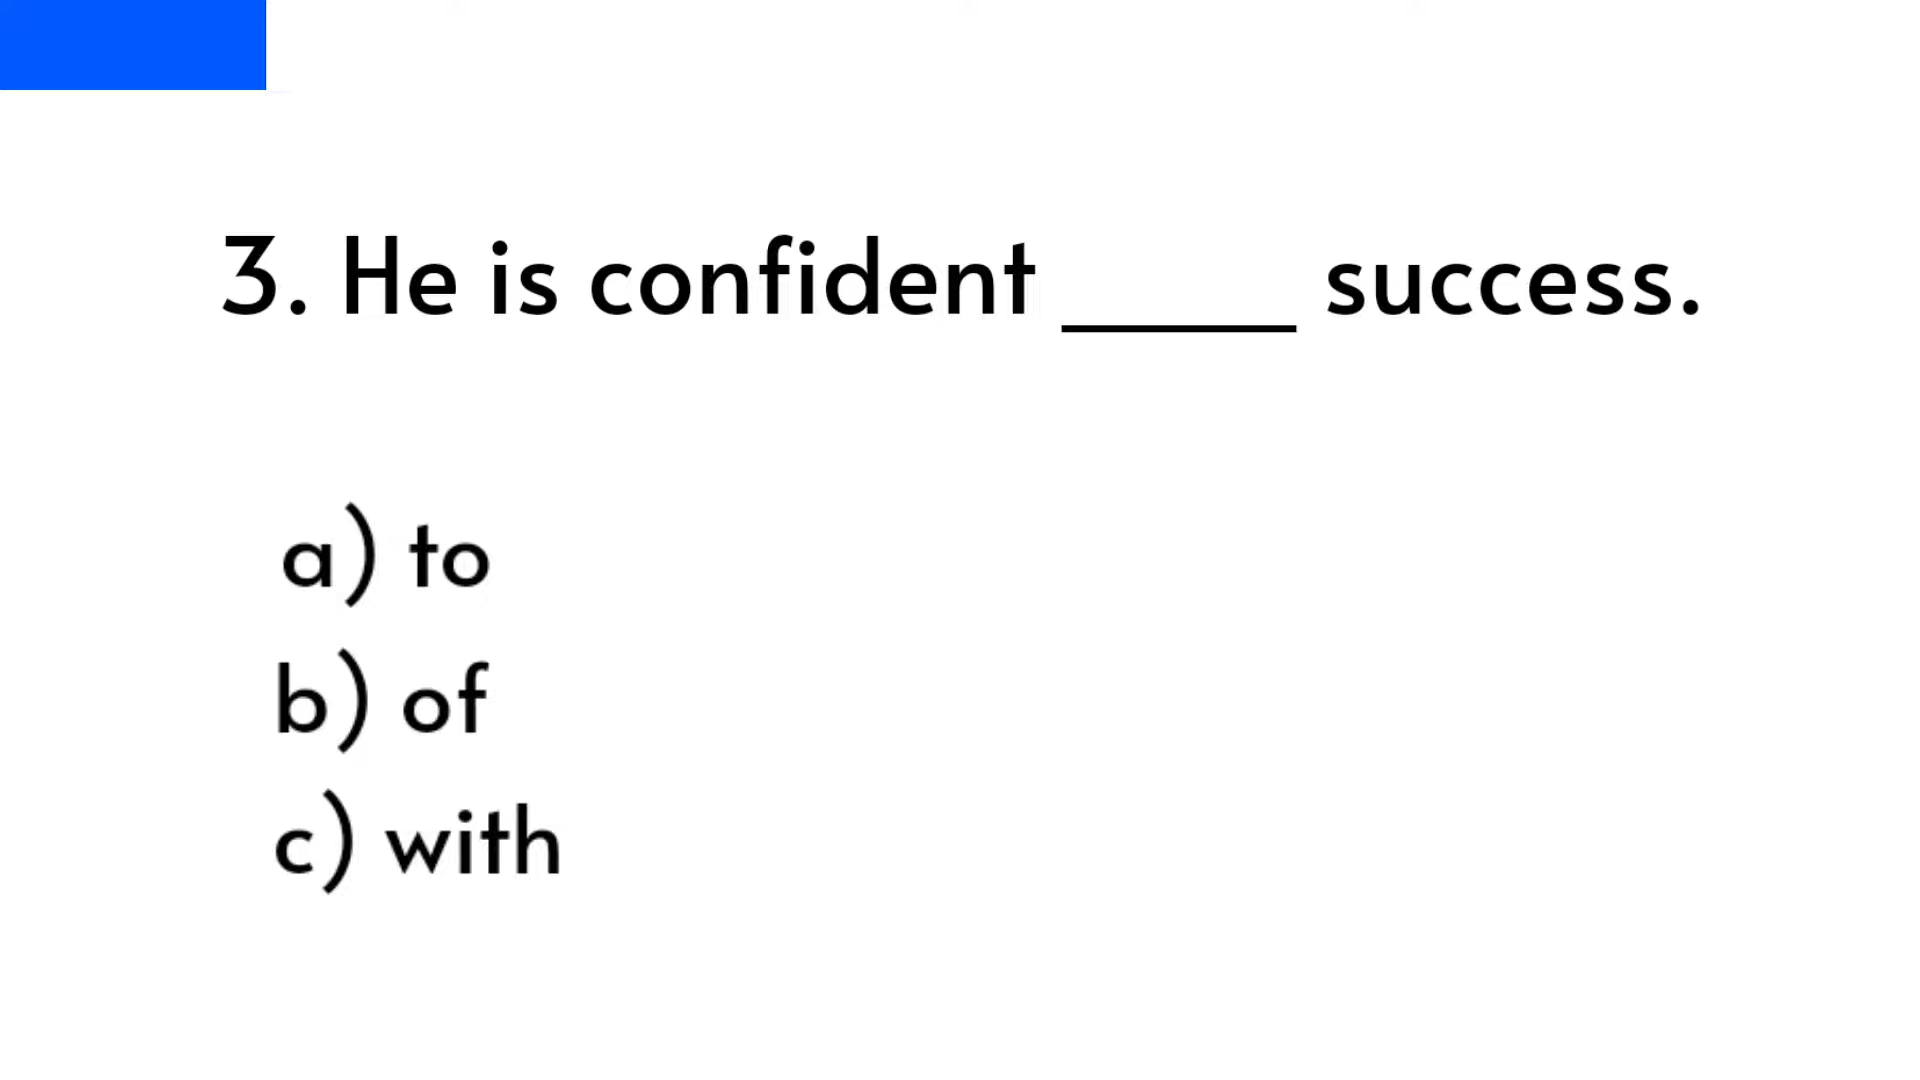 3. He is confident _____ success.
a) to
b) of
c) with